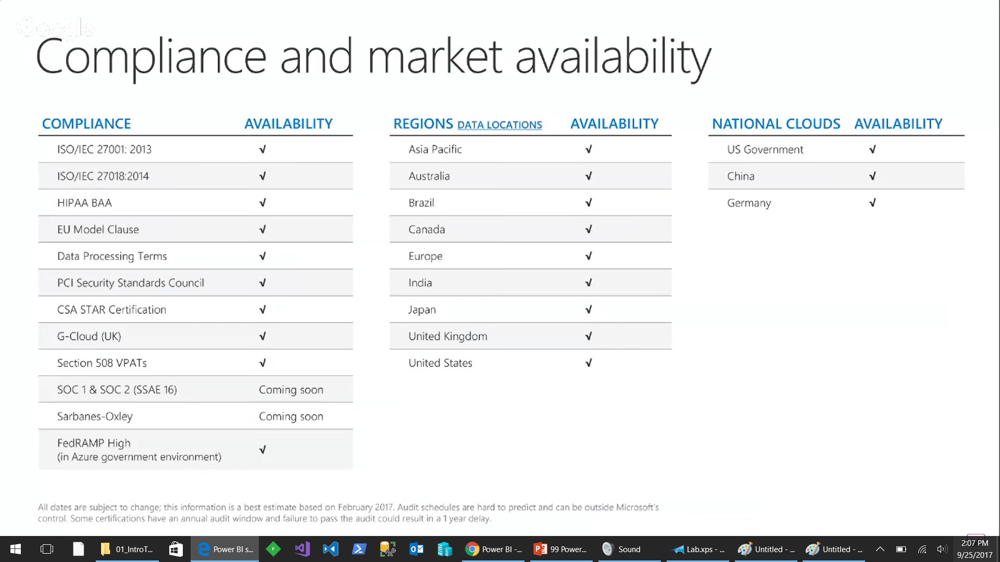 Google
Compliance and market availability
COMPLIANCE AVAILABILITY
ISO/IEC 27001: 2013 √
ISO/IEC 27018:2014 √
HIPAA BAA √
EU Model Clause √
Data Processing Terms √
PCI Security Standards Council √
CSA STAR Certification √
G-Cloud (UK) √
Section 508 VPATs √
SOC 1 & SOC 2 (SSAE 16) Coming soon
Sarbanes-Oxley Coming soon
FedRAMP High
(in Azure government environment) √
REGIONS DATA LOCATIONS AVAILABILITY
Asia Pacific √
Australia √
Brazil √
Canada √
Europe √
India √
Japan √
United Kingdom √
United States √
NATIONAL CLOUDS AVAILABILITY
US Government √
China √
Germany √
All dates are subject to change; this information is a best estimate based on February 2017. Audit schedules are hard to predict and can be outside Microsoft's
control. Some certifications have an annual audit window and failure to pass the audit could result in a 1 year delay.
01_IntroT... Power BI s... Power BI -... 99 Power... Sound Lab.xps - ... Untitled - ... Untitled - ... 2:07 PM
9/25/2017